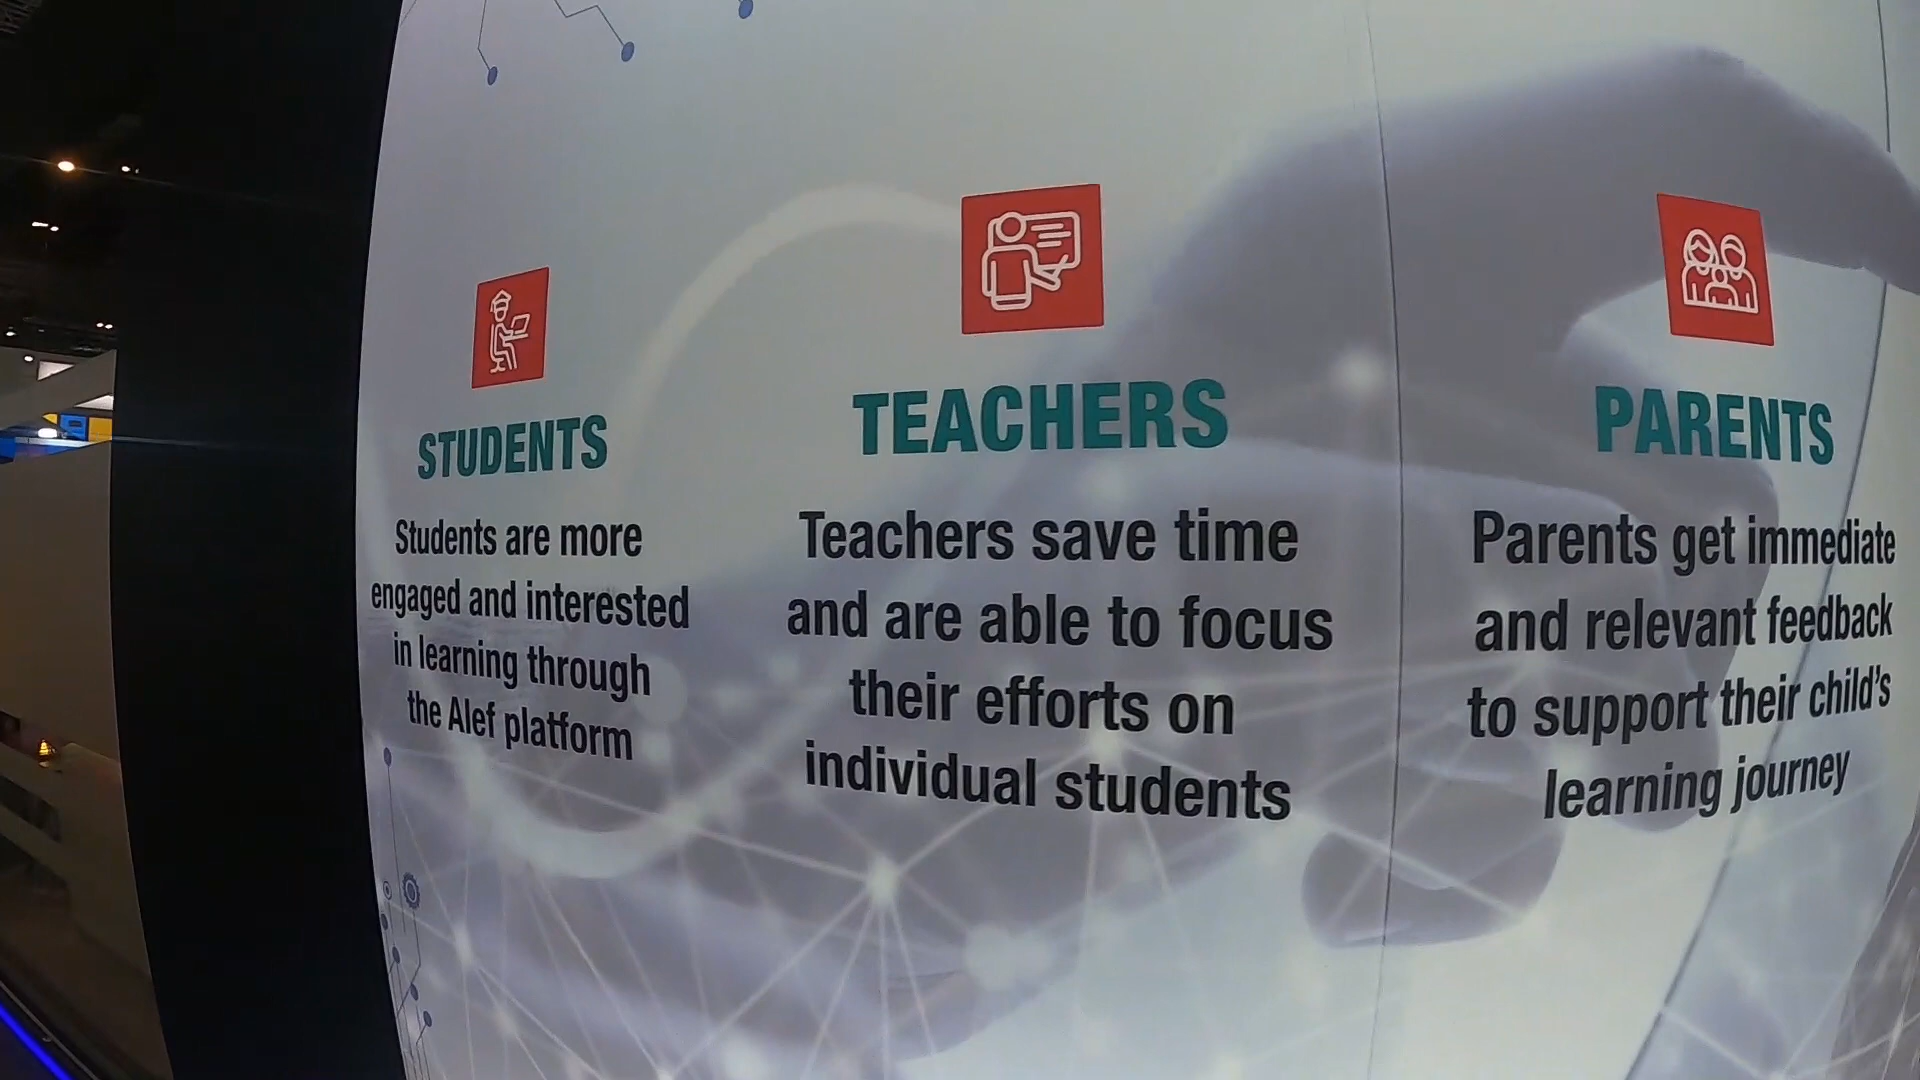 STUDENTS
Students are more
engaged and interested
in learning through
the Alef platform
TEACHERS
Teachers save time
and are able to focus
their efforts on
individual students
PARENTS
Parents get immediate
and relevant feedback
to support their child's
learning journey